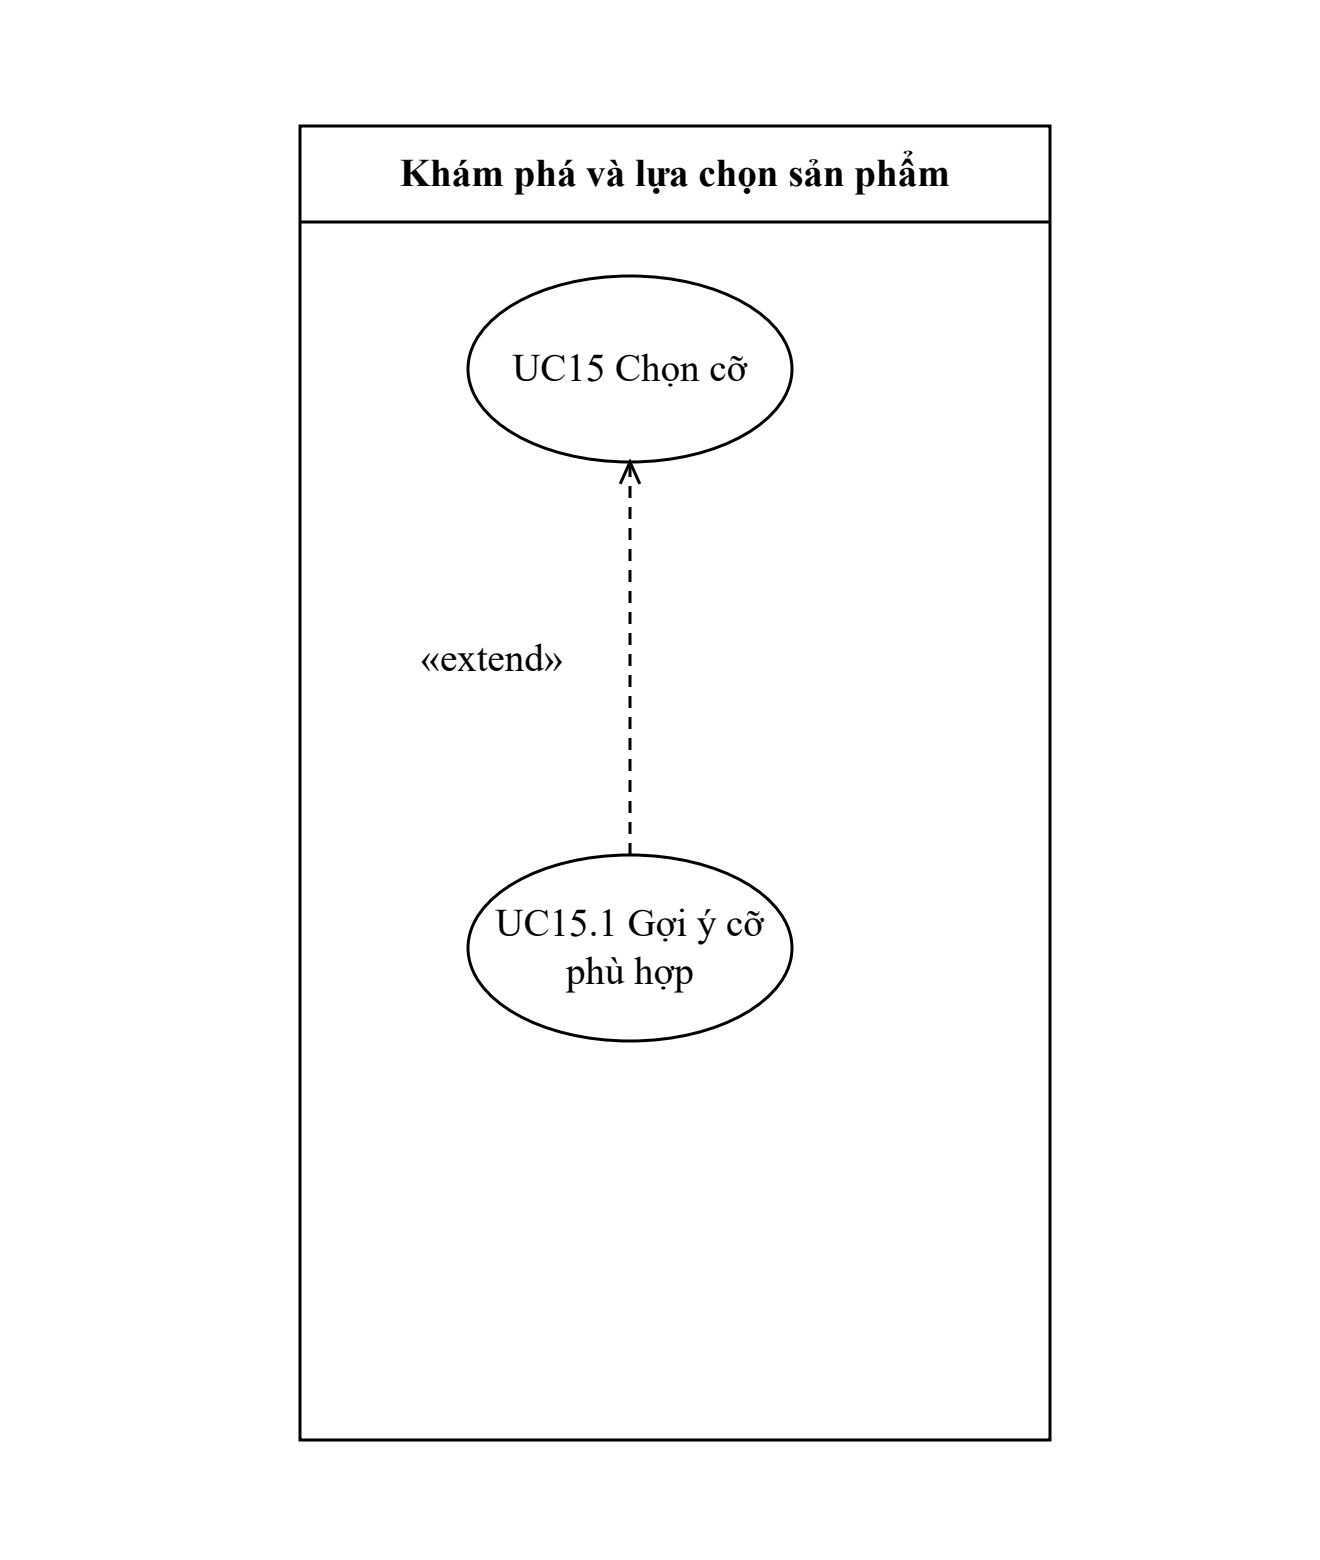 Khám phá và lựa chọn sản phẩm
UC15 Chọn cỡ
«extend»
UC15.1 Gợi ý cỡ
phù hợp